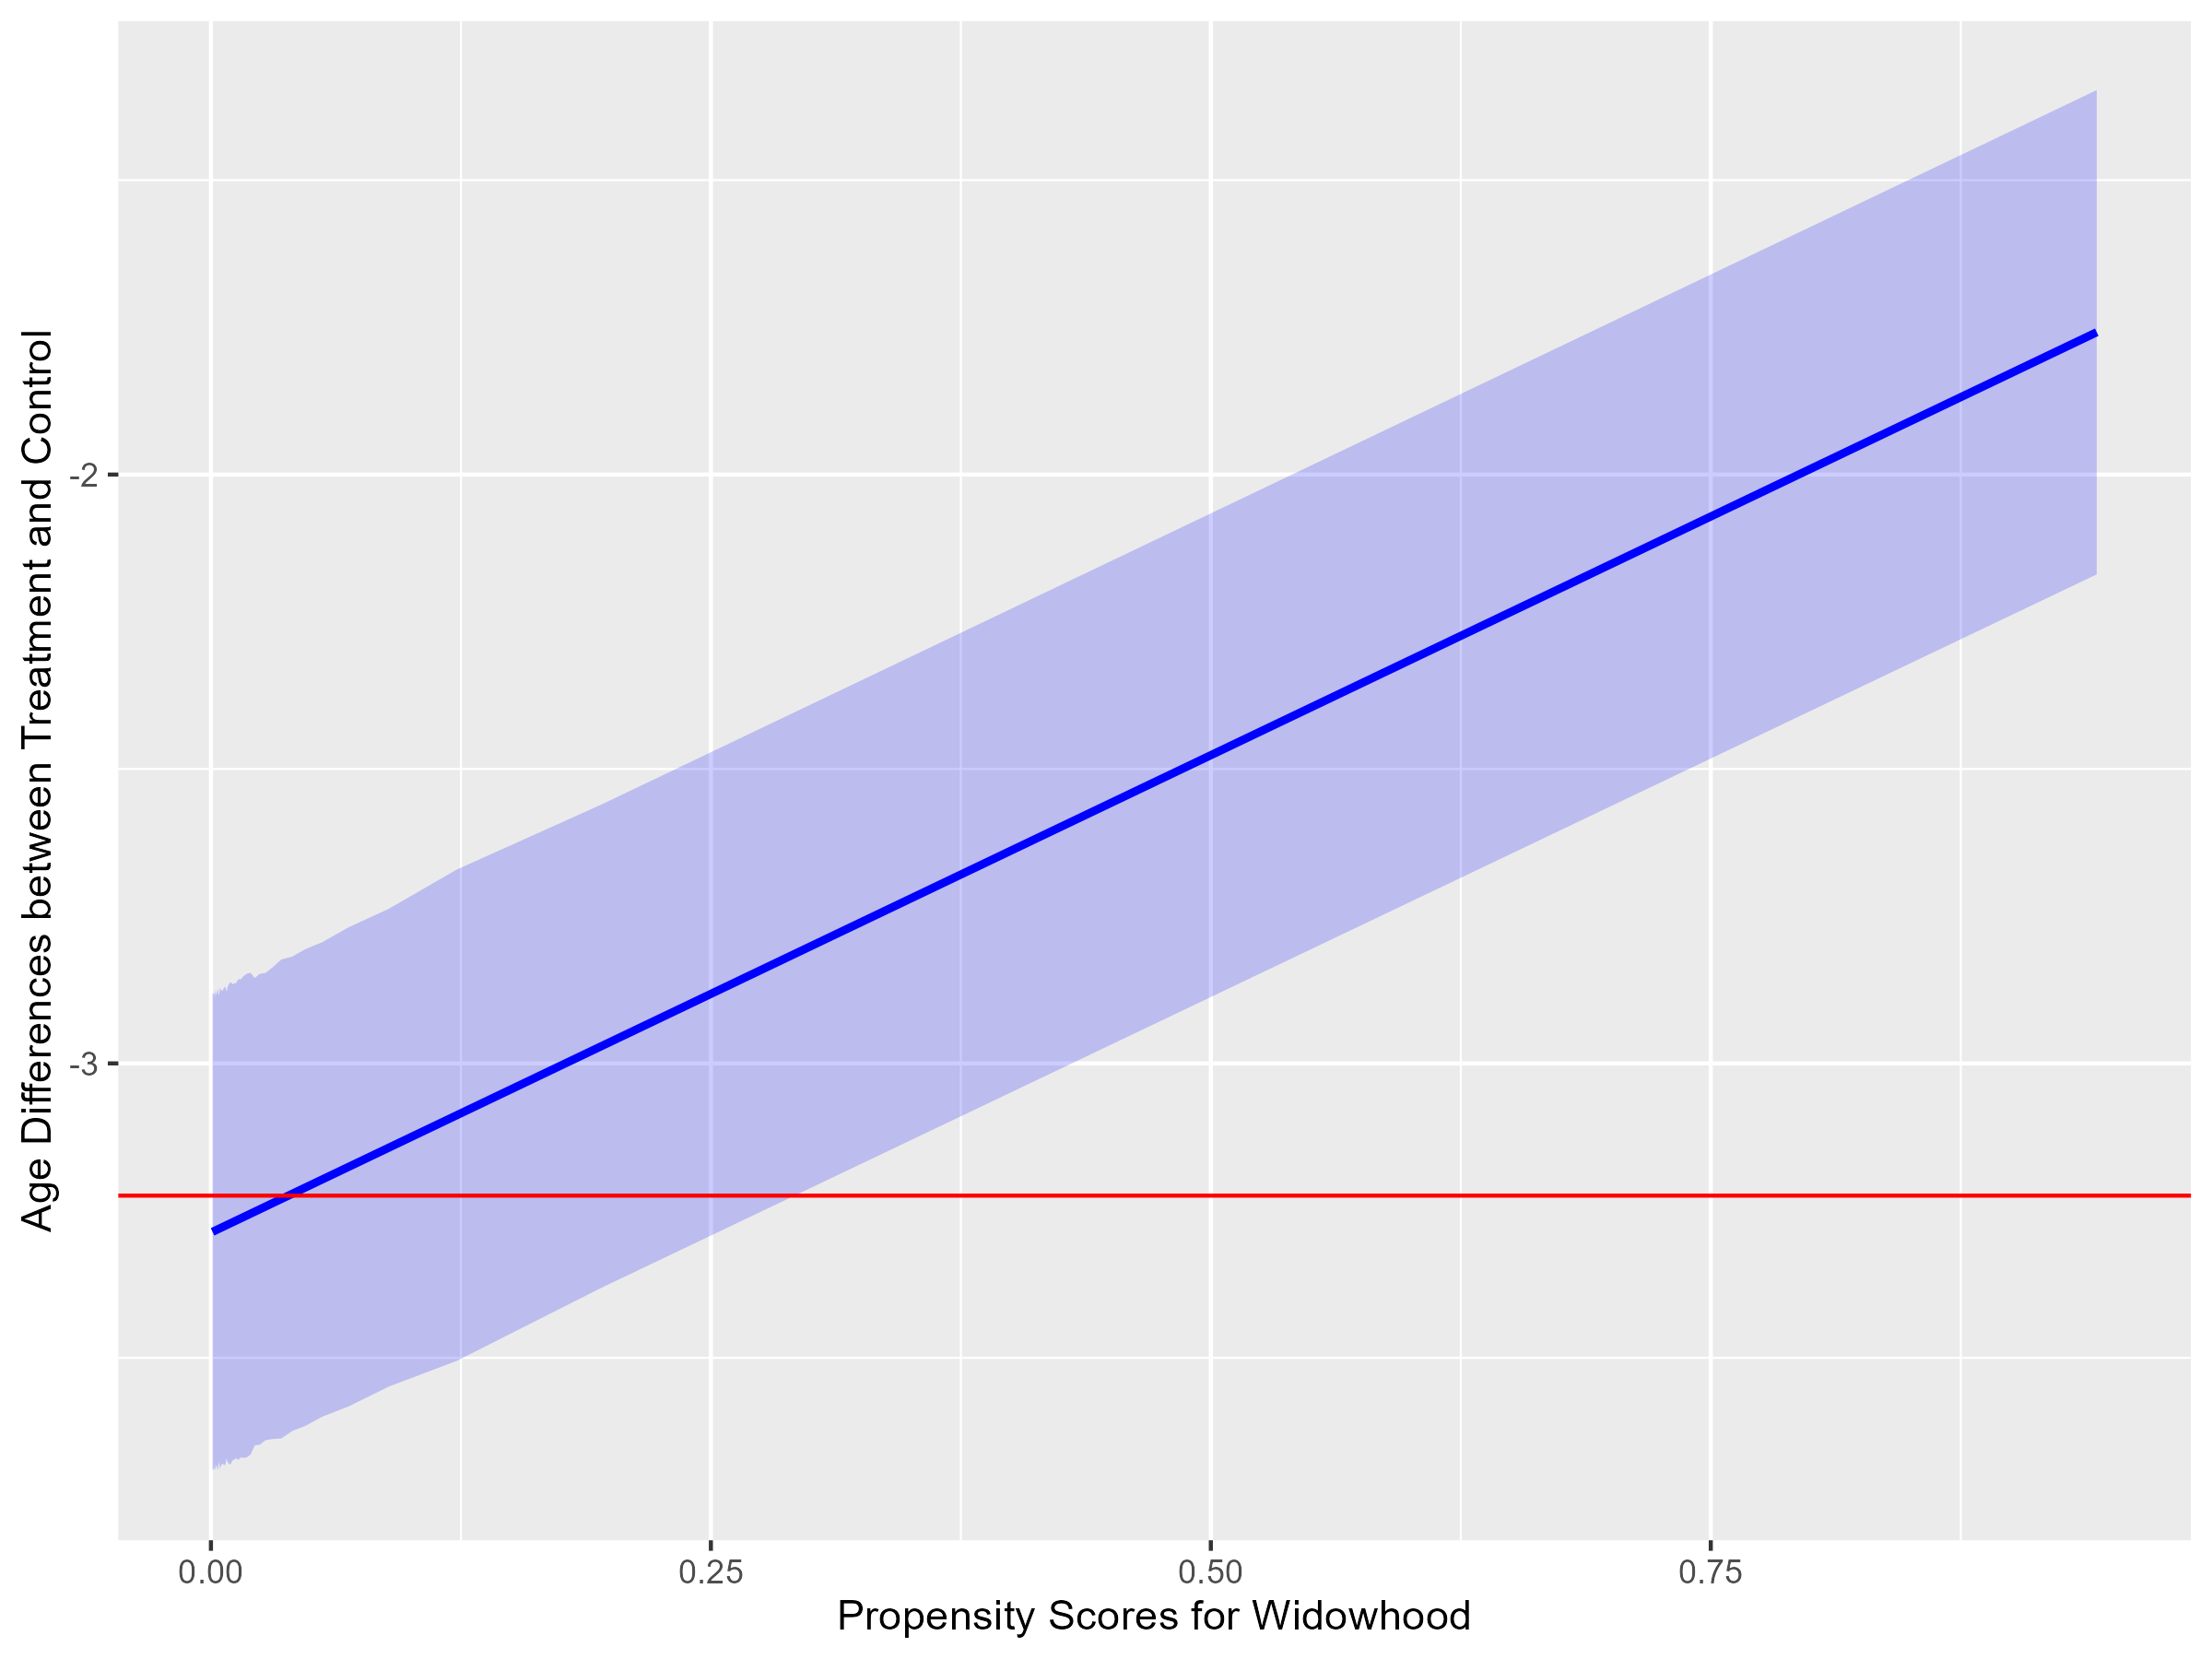 Age Differences between Treatment and Control
-2
-3
0.00 0.25 0.50 0.75
Propensity Scores for Widowhood